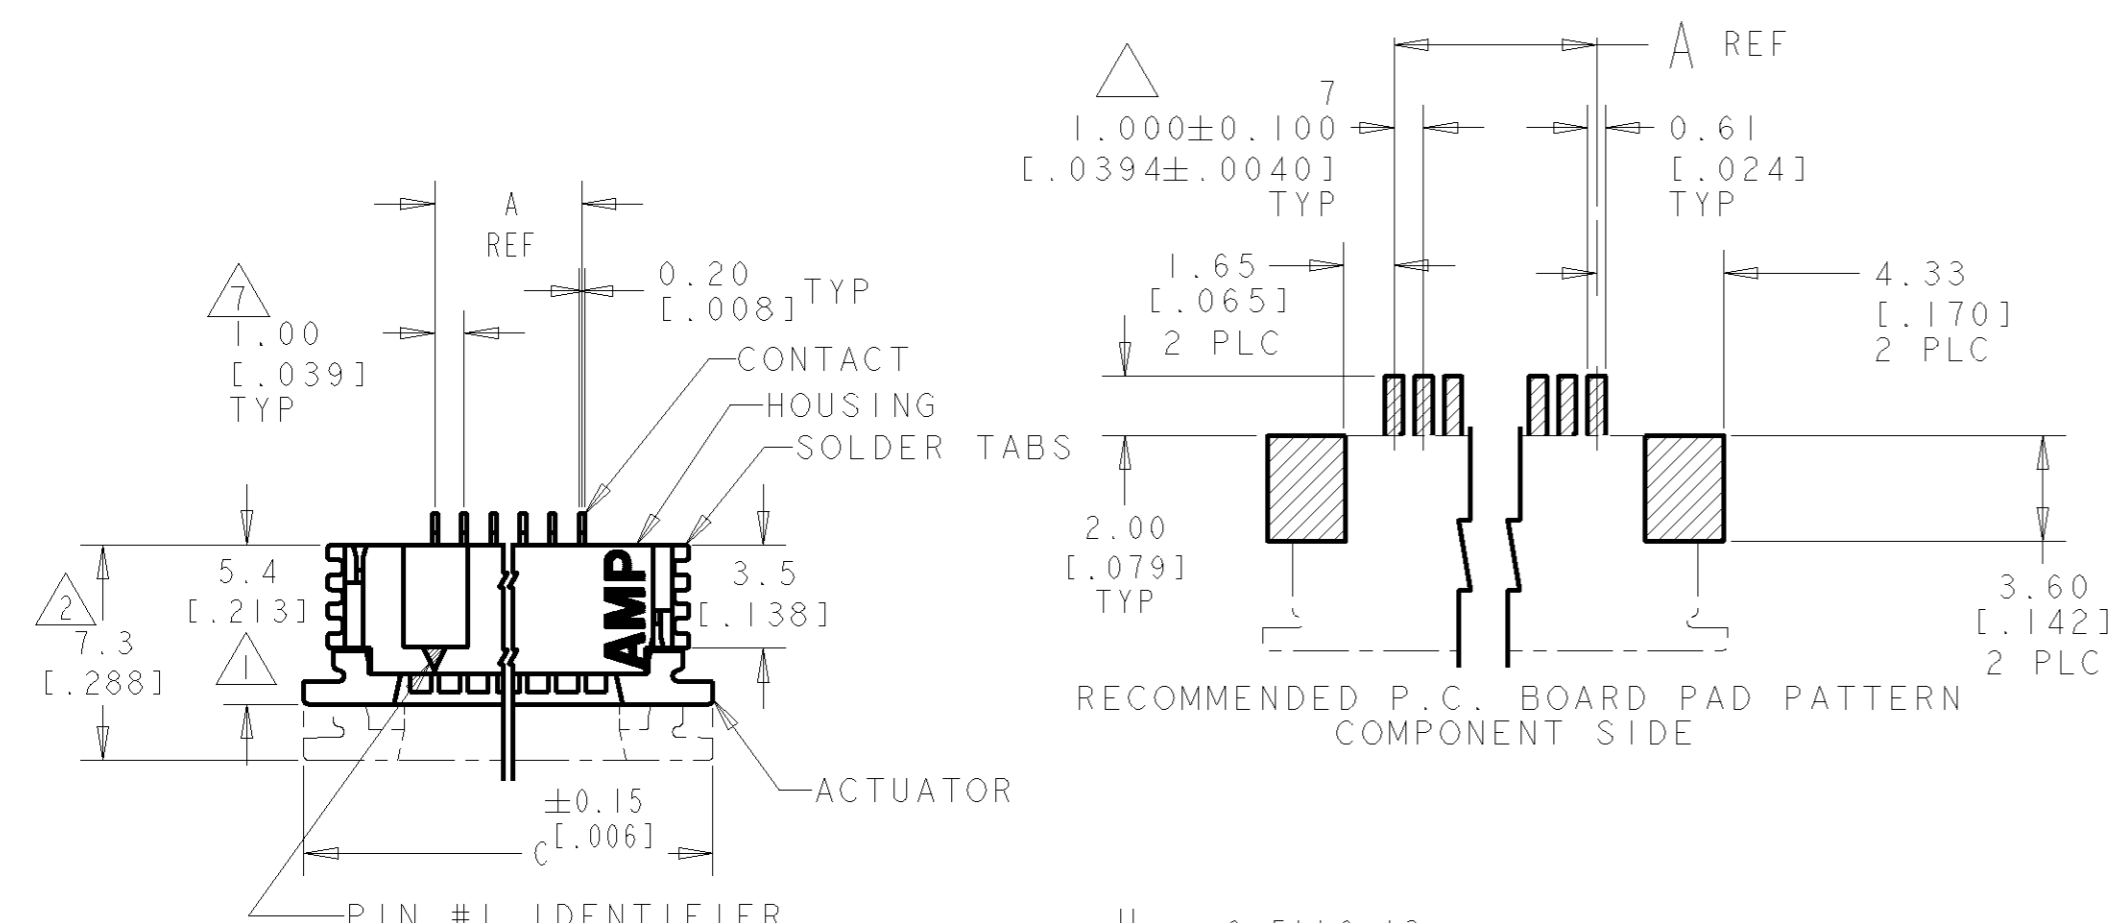 A REF
7
1.000±0.100
[.0394±.0040]
TYP
0.61
[.024]
TYP
1.65
[.065]
2 PLC
4.33
[.170]
2 PLC
2.00
[.079]
TYP
3.60
[.142]
2 PLC
RECOMMENDED P.C. BOARD PAD PATTERN
COMPONENT SIDE
A
REF
7
1.00
[.039]
TYP
0.20
[.008]
TYP
CONTACT
HOUSING
SOLDER TABS
5.4
[.213]
1
2
7.3
[.288]
3.5
[.138]
AMP
ACTUATOR
±0.15
[.006]
C
PIN #1 IDENTIFIER